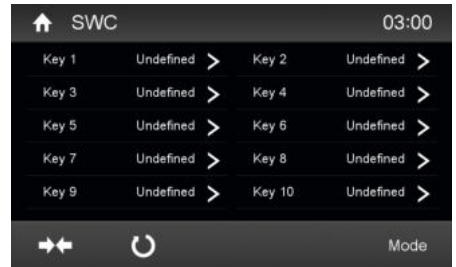 SWC 03:00
Key 1 Undefined Key 2 Undefined
Key 3 Undefined Key 4 Undefined
Key 5 Undefined Key 6 Undefined
Key 7 Undefined Key 8 Undefined
Key 9 Undefined Key 10 Undefined
Mode